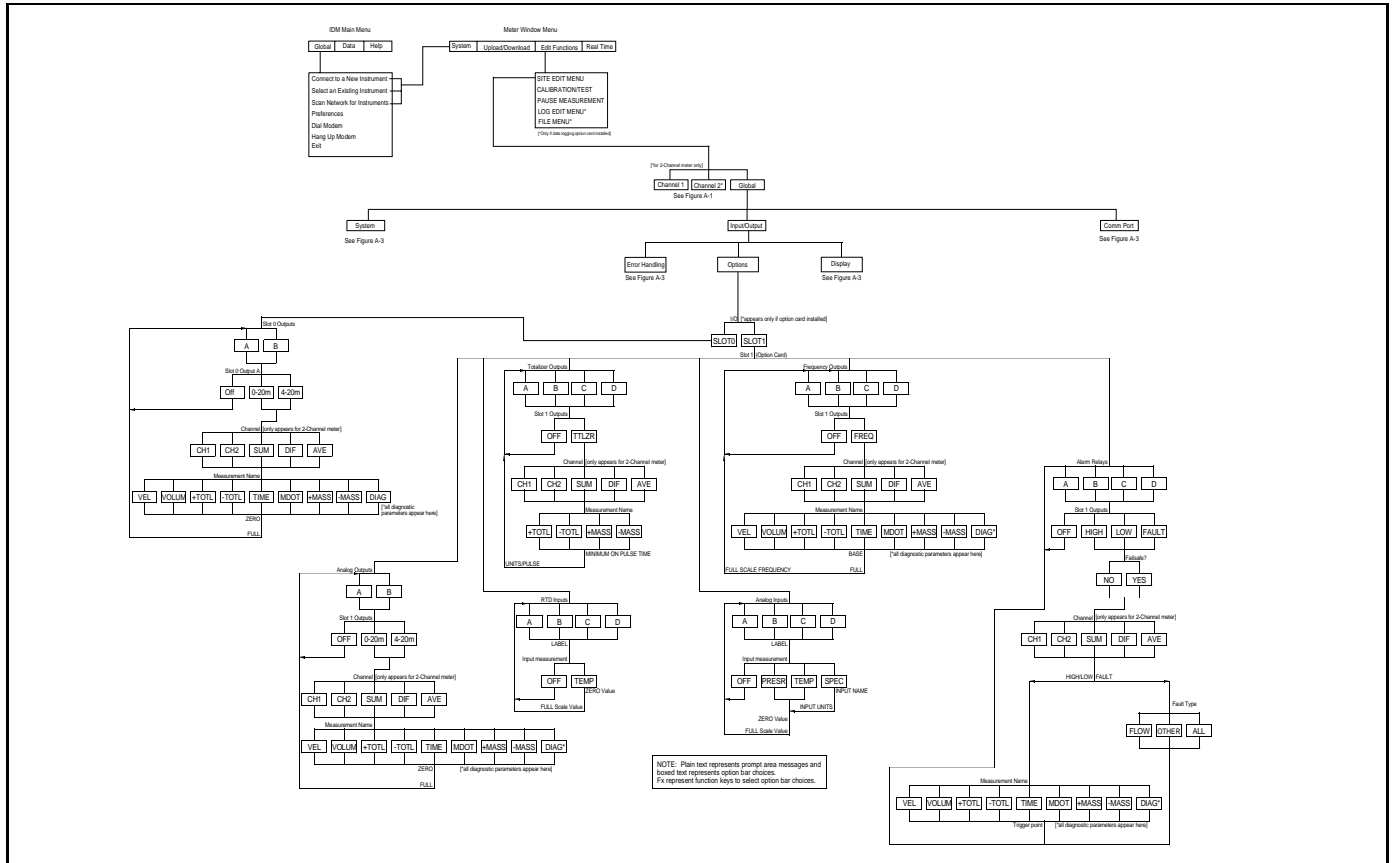 IDM Main Menu
Meter Window Menu
Global Data Help
System Upload/Download Edit Functions Real Time
Connect to a New Instrument
Select an Existing Instrument
Scan Network for Instruments
Preferences
Dial Modem
Hang Up Modem
Exit
SITE EDIT MENU
CALIBRATION/TEST
PAUSE MEASUREMENT
LOG EDIT MENU*
FILE MENU*
[*Only if data logging option card installed]
[*for 2-Channel meter only]
Channel 1 Channel 2* Global
See Figure A-1
System Input/Output Comm Port
See Figure A-3 See Figure A-3
Error Handling Options Display
See Figure A-3 See Figure A-3
I/O [*appears only if option card installed]
SLOT0 SLOT1
Slot 1 (Option Card)
Slot 0 Outputs
A B
Slot 0 Output A
Off 0-20m 4-20m
Channel [only appears for 2-Channel meter]
CH1 CH2 SUM DIF AVE
Measurement Name
VEL VOLUM +TOTL -TOTL TIME MDOT +MASS -MASS DIAG
[*all diagnostic
parameters appear here]
ZERO
FULL
Totalizer Outputs
A B C D
Slot 1 Outputs
OFF TTLZR
Channel [only appears for 2-Channel meter]
CH1 CH2 SUM DIF AVE
Measurement Name
+TOTL -TOTL +MASS -MASS
MINIMUM ON PULSE TIME
UNITS/PULSE
Frequency Outputs
A B C D
Slot 1 Outputs
OFF FREQ
Channel [only appears for 2-Channel meter]
CH1 CH2 SUM DIF AVE
Measurement Name
VEL VOLUM +TOTL -TOTL TIME MDOT +MASS -MASS DIAG*
BASE [*all diagnostic parameters appear here]
FULL SCALE FREQUENCY FULL
Alarm Relays
A B C D
Slot 1 Outputs
OFF HIGH LOW FAULT
Failsafe?
NO YES
Channel [only appears for 2-Channel meter]
CH1 CH2 SUM DIF AVE
HIGH/LOW FAULT
Fault Type
FLOW OTHER ALL
Measurement Name
VEL VOLUM +TOTL -TOTL TIME MDOT +MASS -MASS DIAG*
Trigger point [*all diagnostic parameters appear here]
Analog Outputs
A B
Slot 1 Outputs
OFF 0-20m 4-20m
Channel [only appears for 2-Channel meter]
CH1 CH2 SUM DIF AVE
Measurement Name
VEL VOLUM +TOTL -TOTL TIME MDOT +MASS -MASS DIAG*
ZERO [*all diagnostic parameters appear here]
FULL
RTD Inputs
A B C D
LABEL
Input measurement
OFF TEMP
ZERO Value
FULL Scale Value
Analog Inputs
A B C D
LABEL
Input measurement
OFF PRESR TEMP SPEC
INPUT NAME
INPUT UNITS
ZERO Value
FULL Scale Value
NOTE: Plain text represents prompt area messages and
boxed text represents option bar choices.
Fx represent function keys to select option bar choices.